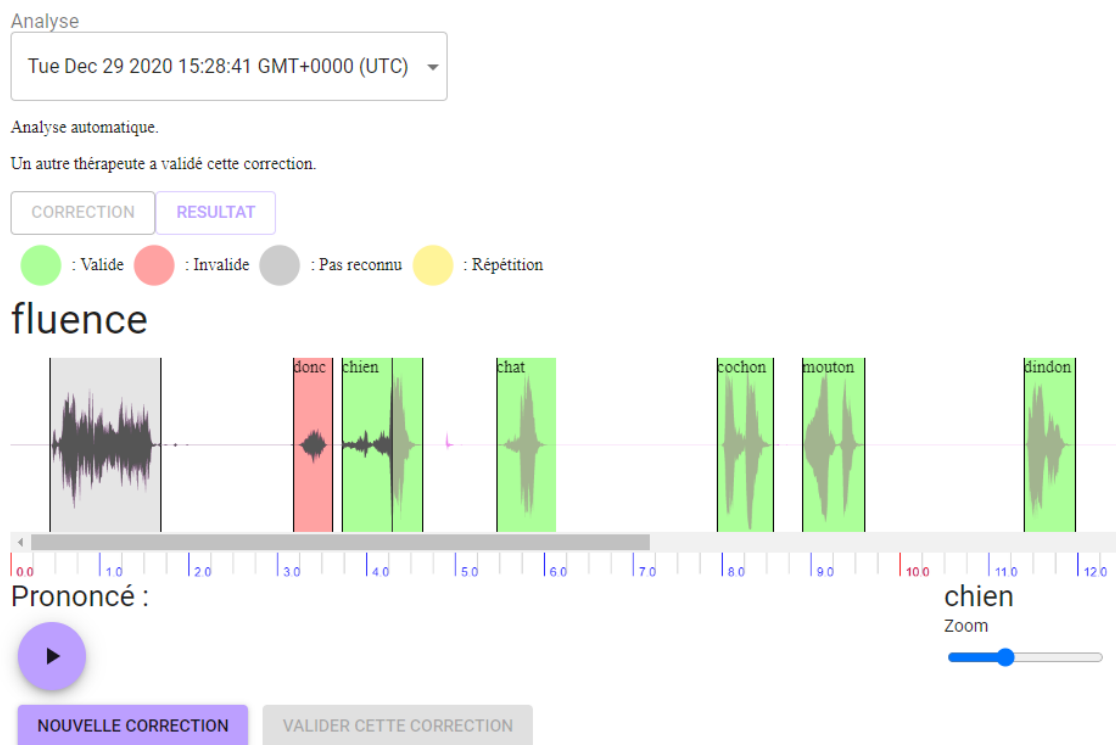 Analyse
Tue Dec 29 2020 15:28:41 GMT+0000 (UTC)
Analyse automatique.
Un autre thérapeute a validé cette correction.
CORRECTION RESULTAT
: Valide : Invalide : Pas reconnu : Répétition
fluence
donc chien chat cochon mouton dindon
0.0 1.0 2.0 3.0 4.0 5.0 6.0 7.0 8.0 9.0 10.0 11.0 12.0
Prononcé : chien
Zoom
NOUVELLE CORRECTION VALIDER CETTE CORRECTION